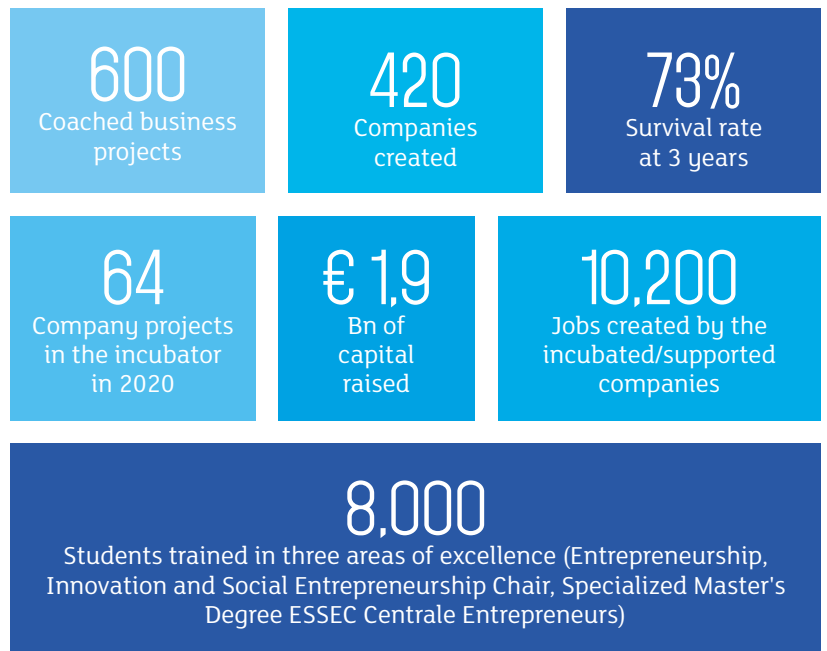 600
Coached business
projects
420
Companies
created
73%
Survival rate
at 3 years
64
Company projects
in the incubator
in 2020
€ 1,9
Bn of
capital
raised
10,200
Jobs created by the
incubated/supported
companies
8,000
Students trained in three areas of excellence (Entrepreneurship,
Innovation and Social Entrepreneurship Chair, Specialized Master's
Degree ESSEC Centrale Entrepreneurs)